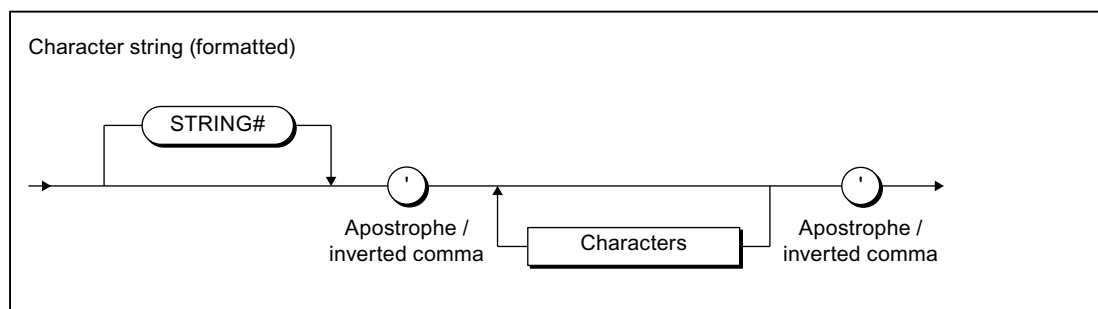 Character string (formatted)
STRING#
'
'
Apostrophe /
inverted comma
Characters
Apostrophe /
inverted comma